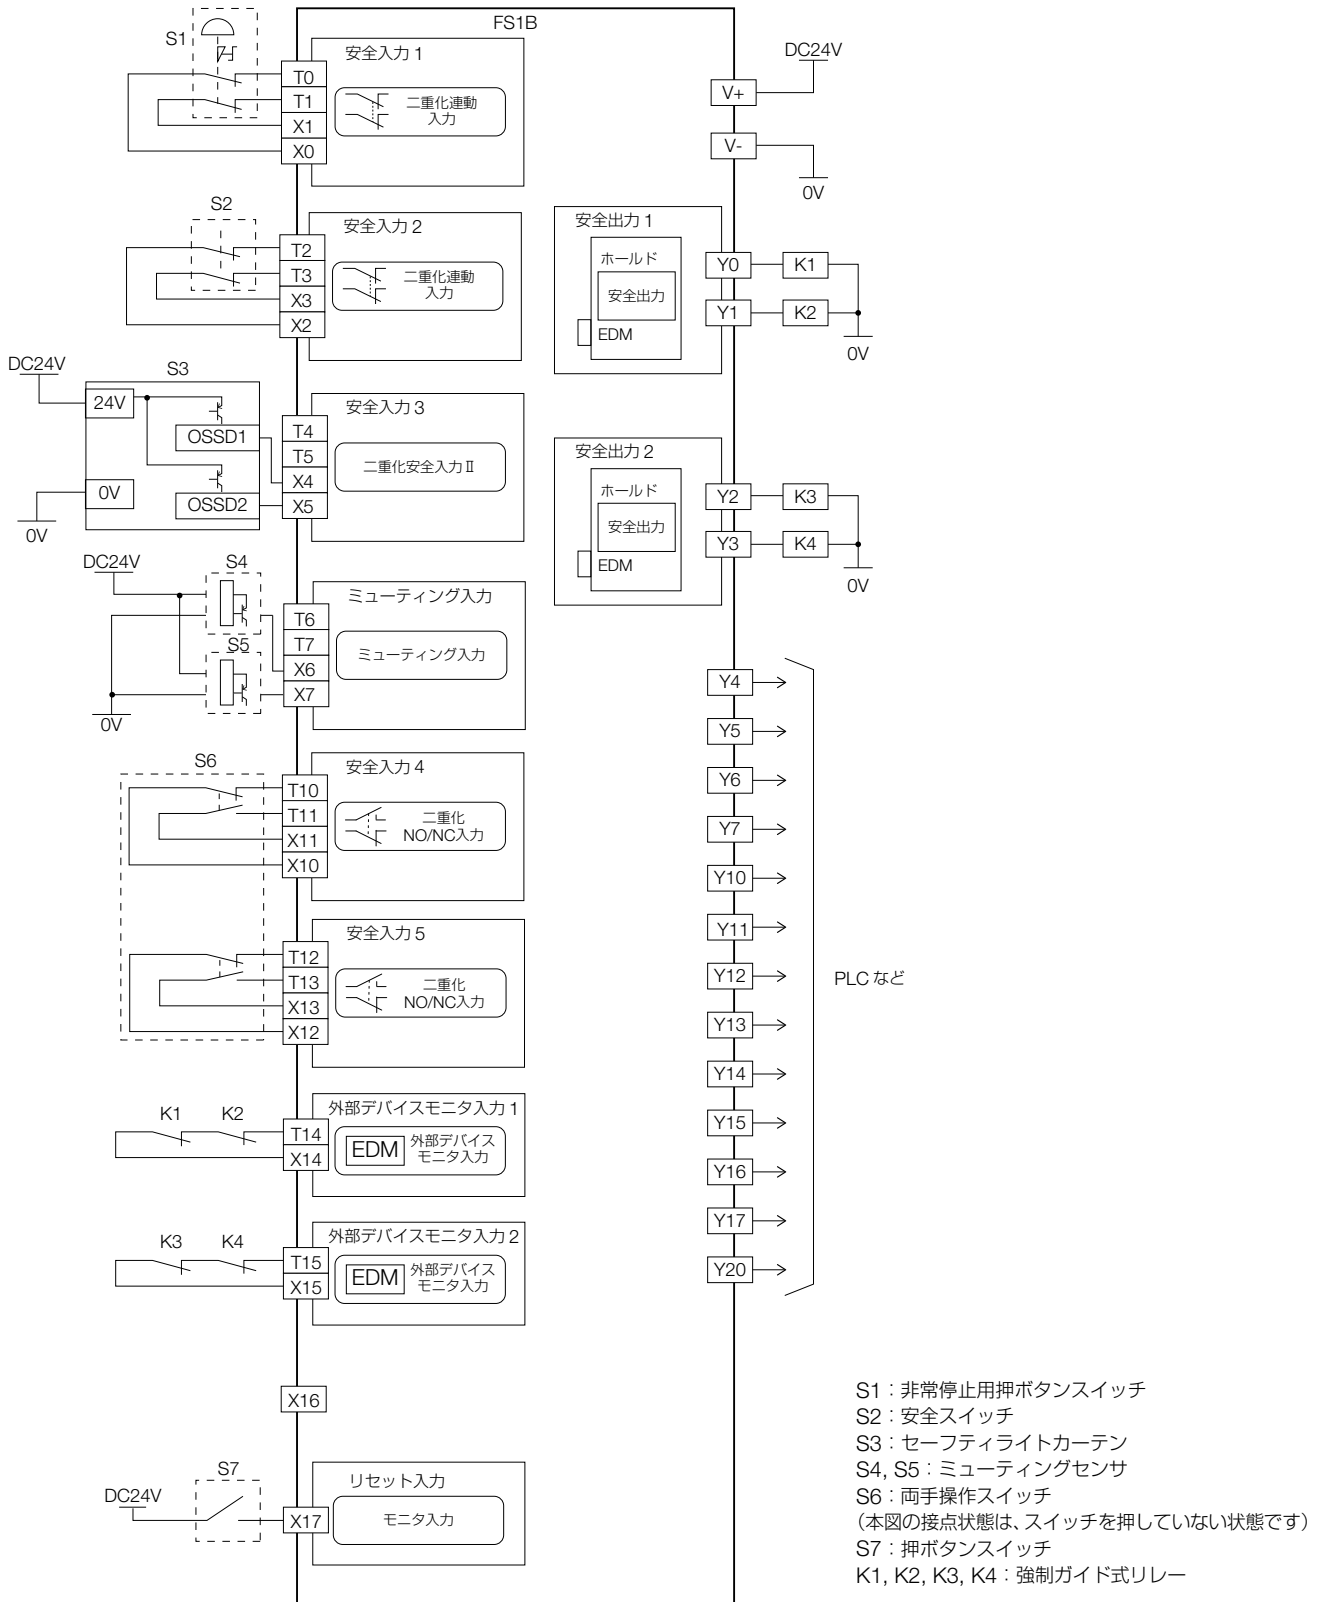 FS1B
S1
安全入力 1
T0
T1
X1
X0
二重化連動
入力
DC24V
V+
V-
0V
S2
安全入力 2
T2
T3
X3
X2
二重化連動
入力
安全出力 1
ホールド
安全出力
EDM
Y0
K1
Y1
K2
0V
DC24V
S3
24V
OSSD1
0V
OSSD2
0V
安全入力 3
T4
T5
X4
X5
二重化安全入力 Ⅱ
安全出力 2
ホールド
安全出力
EDM
Y2
K3
Y3
K4
0V
DC24V
S4
S5
0V
ミューティング入力
T6
T7
X6
X7
ミューティング入力
S6
安全入力 4
T10
T11
X11
X10
二重化
NO/NC入力
安全入力 5
T12
T13
X13
X12
二重化
NO/NC入力
Y4
Y5
Y6
Y7
Y10
Y11
Y12
Y13
Y14
Y15
Y16
Y17
Y20
PLC など
K1
K2
外部デバイスモニタ入力 1
T14
X14
EDM
外部デバイス
モニタ入力
K3
K4
外部デバイスモニタ入力 2
T15
X15
EDM
外部デバイス
モニタ入力
X16
S7
DC24V
リセット入力
X17
モニタ入力
S1：非常停止用押ボタンスイッチ
S2：安全スイッチ
S3：セーフティライトカーテン
S4, S5：ミューティングセンサ
S6：両手操作スイッチ
（本図の接点状態は、スイッチを押していない状態です）
S7：押ボタンスイッチ
K1, K2, K3, K4：強制ガイド式リレー